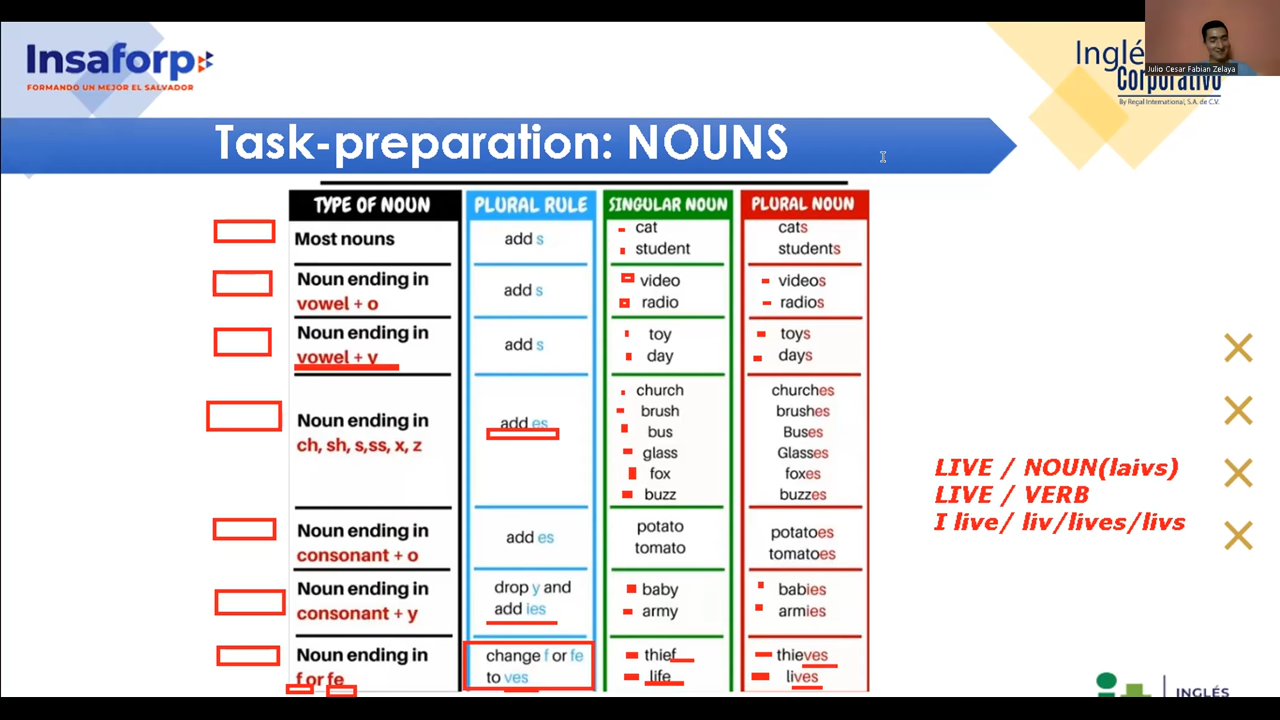 Insaforp
FORMANDO UN MEJOR EL SALVADOR
Inglé
Corporativo
By Regal International, S.A. de C.V.
Julio Cesar Fabian Zelaya
Task-preparation: NOUNS
TYPE OF NOUN PLURAL RULE SINGULAR NOUN PLURAL NOUN
Most nouns
add s
cat
student
cats
students
Noun ending in
vowel + o
add s
video
radio
videos
radios
Noun ending in
vowel + y
add s
toy
day
toys
days
Noun ending in
ch, sh, s,ss, x, z
add es
church
brush
bus
glass
fox
buzz
churches
brushes
Buses
Glasses
foxes
buzzes
Noun ending in
consonant + o
add es
potato
tomato
potatoes
tomatoes
Noun ending in
consonant + y
drop y and
add ies
baby
army
babies
armies
Noun ending in
f or fe
change f or fe
to ves
thief
life
thieves
lives
LIVE / NOUN(laivs)
LIVE / VERB
I live/ liv/lives/livs
INGLÉS